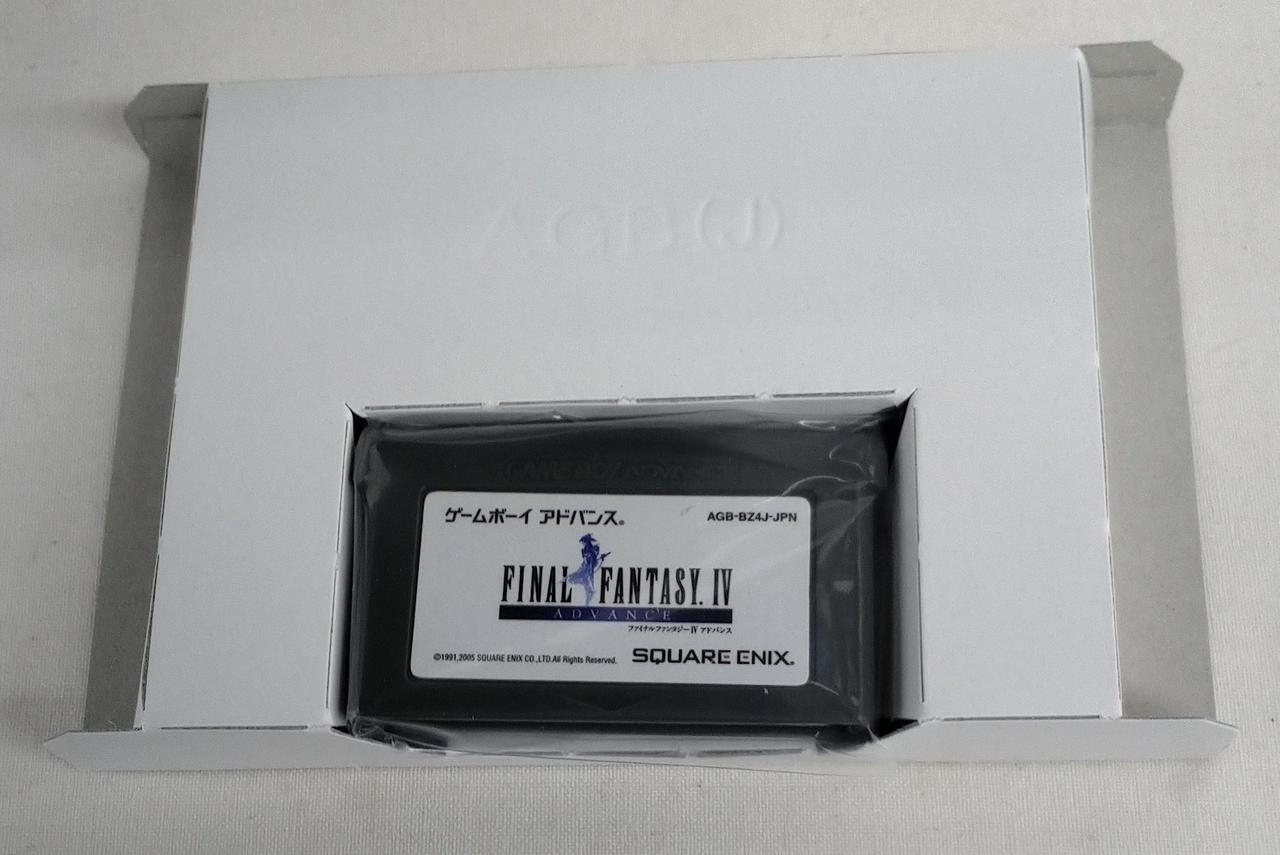 AGB(J)
GAME BOY ADVANCE
ゲームボーイ アドバンス®
AGB-BZ4J-JPN
FINAL FANTASY. IV
ADVANCE
ファイナルファンタジーIV アドバンス
©1991,2005 SQUARE ENIX CO.,LTD.All Rights Reserved.
SQUARE ENIX.